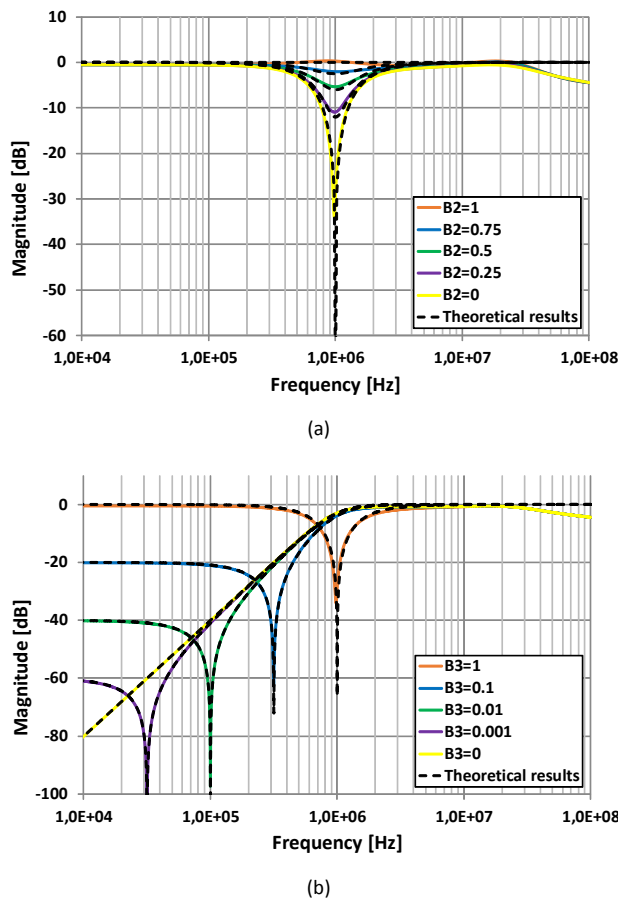 10
0
-10
-20
-30
-40
-50
-60
Magnitude [dB]
B2=1
B2=0.75
B2=0.5
B2=0.25
B2=0
Theoretical results
1,0E+04 1,0E+05 1,0E+06 1,0E+07 1,0E+08
Frequency [Hz]
(a)
0
-20
-40
-60
-80
-100
Magnitude [dB]
B3=1
B3=0.1
B3=0.01
B3=0.001
B3=0
Theoretical results
1,0E+04 1,0E+05 1,0E+06 1,0E+07 1,0E+08
Frequency [Hz]
(b)